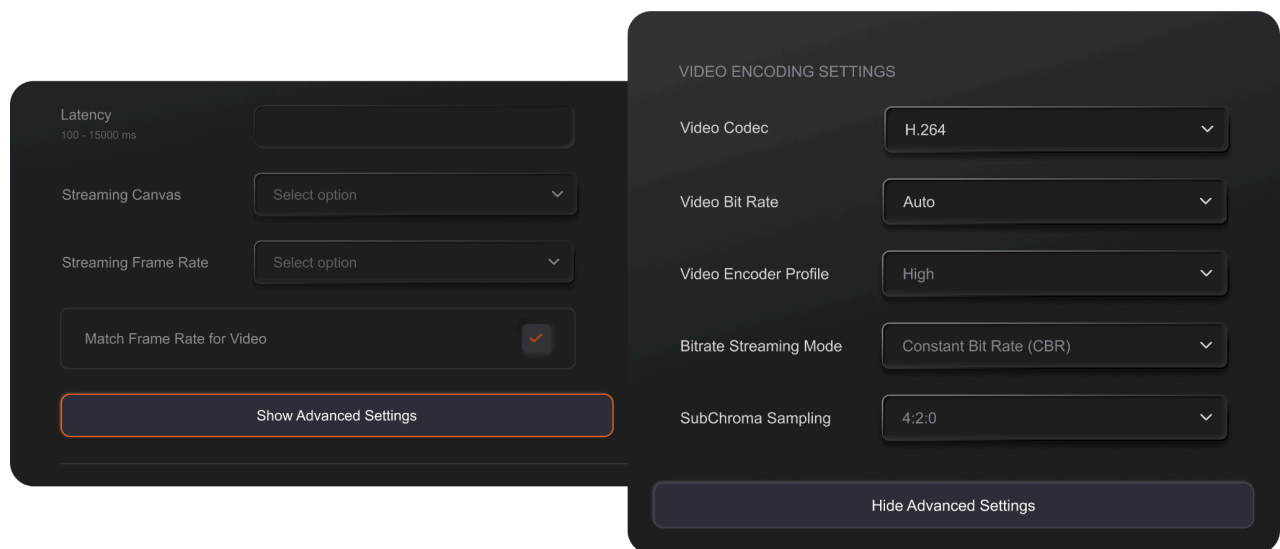 Latency
100 - 15000 ms
Streaming Canvas
Select option
Streaming Frame Rate
Select option
Match Frame Rate for Video
Show Advanced Settings
VIDEO ENCODING SETTINGS
Video Codec
H.264
Video Bit Rate
Auto
Video Encoder Profile
High
Bitrate Streaming Mode
Constant Bit Rate (CBR)
SubChroma Sampling
4:2:0
Hide Advanced Settings